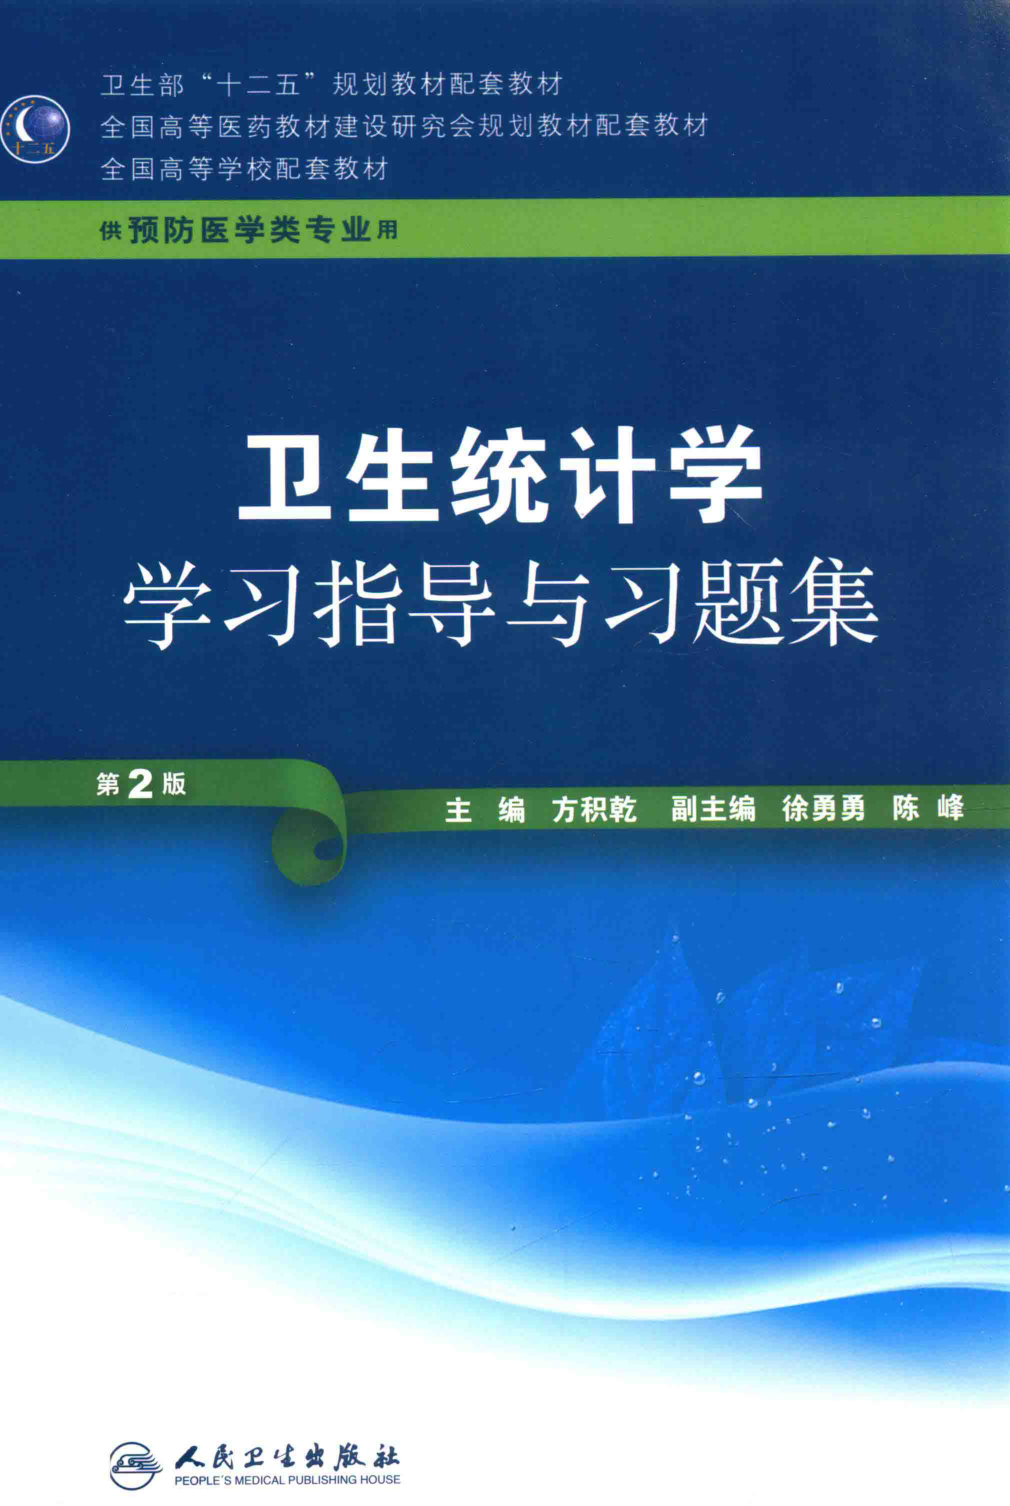 卫生部“十二五”规划教材配套教材
全国高等医药教材建设研究会规划教材配套教材
全国高等学校配套教材
十二五
供预防医学类专业用
卫生统计学
学习指导与习题集
第2版
主 编 方积乾 副主编 徐勇勇 陈 峰
人民卫生出版社
PEOPLE'S MEDICAL PUBLISHING HOUSE